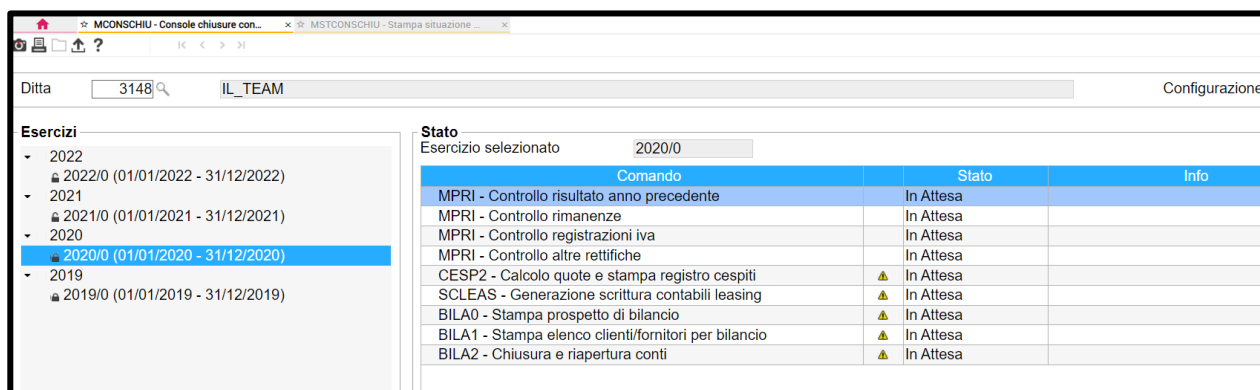 MCONSCHIU - Console chiusure con... × MSTCONSCHIU - Stampa situazione ... ×
Ditta 3148 IL_TEAM Configurazione
Esercizi
2022
2022/0 (01/01/2022 - 31/12/2022)
2021
2021/0 (01/01/2021 - 31/12/2021)
2020
2020/0 (01/01/2020 - 31/12/2020)
2019
2019/0 (01/01/2019 - 31/12/2019)
Stato
Esercizio selezionato 2020/0
Comando Stato Info
MPRI - Controllo risultato anno precedente In Attesa
MPRI - Controllo rimanenze In Attesa
MPRI - Controllo registrazioni iva In Attesa
MPRI - Controllo altre rettifiche In Attesa
CESP2 - Calcolo quote e stampa registro cespiti In Attesa
SCLEAS - Generazione scrittura contabili leasing In Attesa
BILA0 - Stampa prospetto di bilancio In Attesa
BILA1 - Stampa elenco clienti/fornitori per bilancio In Attesa
BILA2 - Chiusura e riapertura conti In Attesa